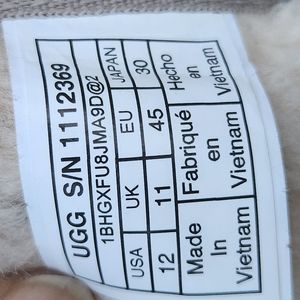 UGG S/N 1112369
1BHGXFU8JMA9D@2
USA UK EU JAPAN
12 11 45 30
Made Fabriqué Hecho
In en en
Vietnam Vietnam Vietnam